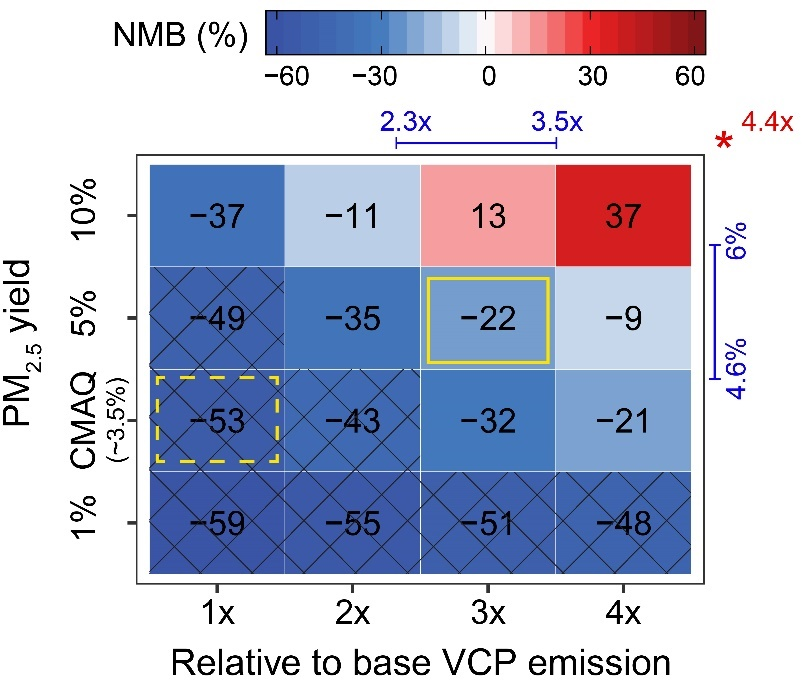 NMB (%)
−60 −30 0 30 60
2.3x 3.5x * 4.4x
10% −37 −11 13 37
6%
5% −49 −35 −22 −9
4.6%
CMAQ (~3.5%) −53 −43 −32 −21
1% −59 −55 −51 −48
PM2.5 yield
1x 2x 3x 4x
Relative to base VCP emission